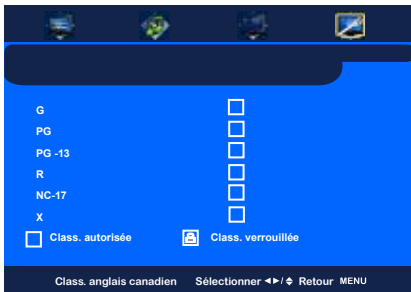 G
PG
PG -13
R
NC-17
X
Class. autorisée Class. verrouillée
Class. anglais canadien Sélectionner ◄►/♦ Retour MENU